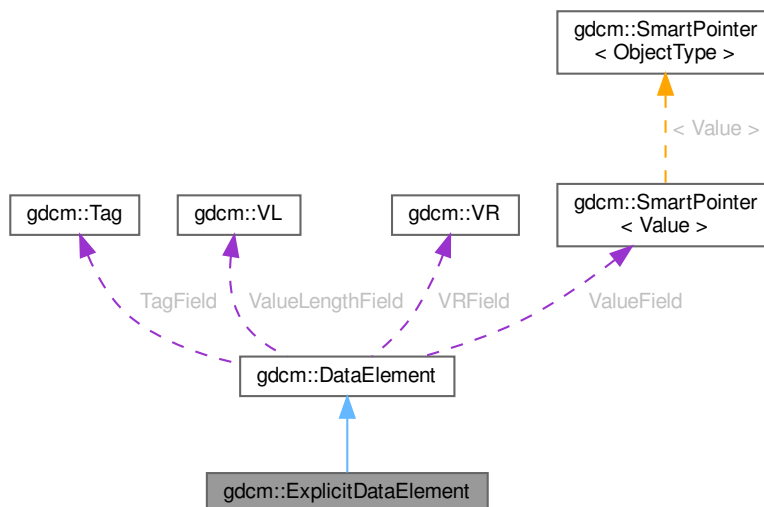 gdcm::SmartPointer
< ObjectType >
< Value >
gdcm::Tag
gdcm::VL
gdcm::VR
gdcm::SmartPointer
< Value >
TagField
ValueLengthField
VRField
ValueField
gdcm::DataElement
gdcm::ExplicitDataElement